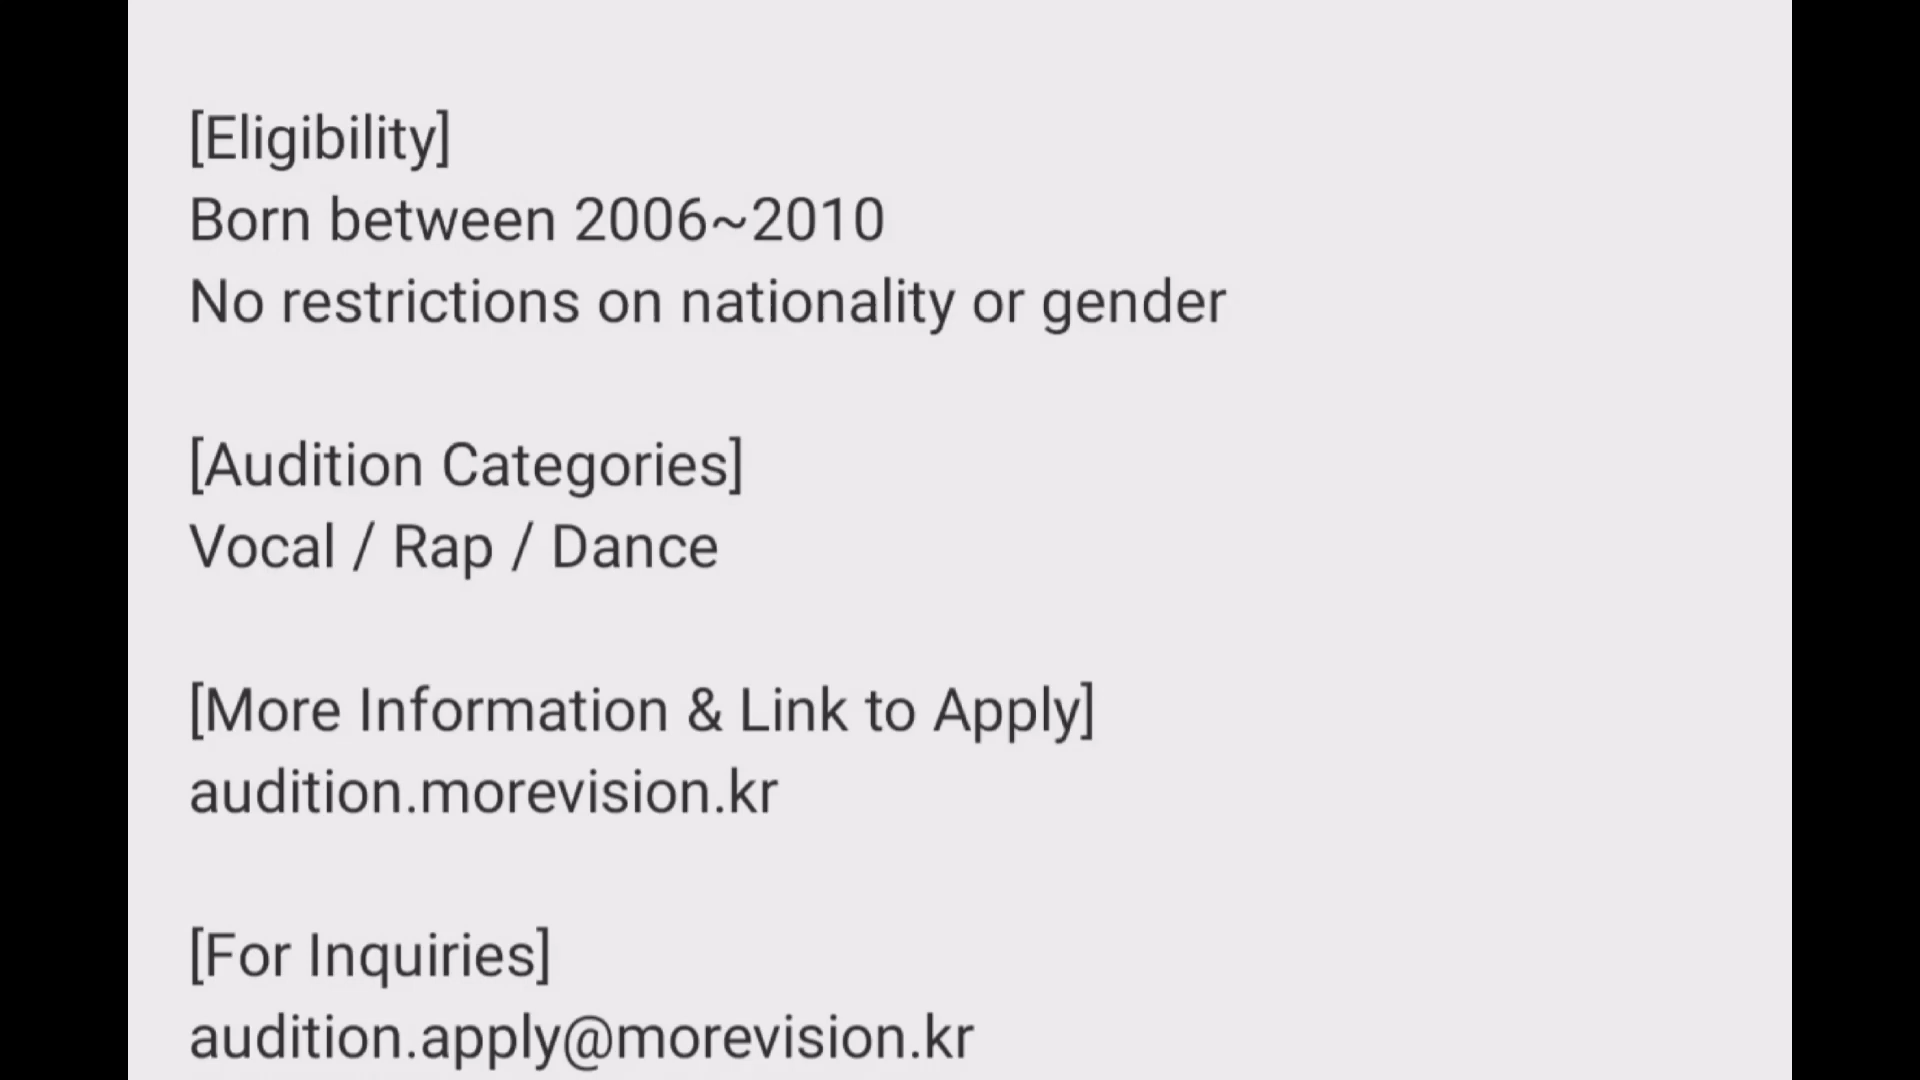 [Eligibility]
Born between 2006~2010
No restrictions on nationality or gender
[Audition Categories]
Vocal / Rap / Dance
[More Information & Link to Apply]
audition.morevision.kr
[For Inquiries]
audition.apply@morevision.kr